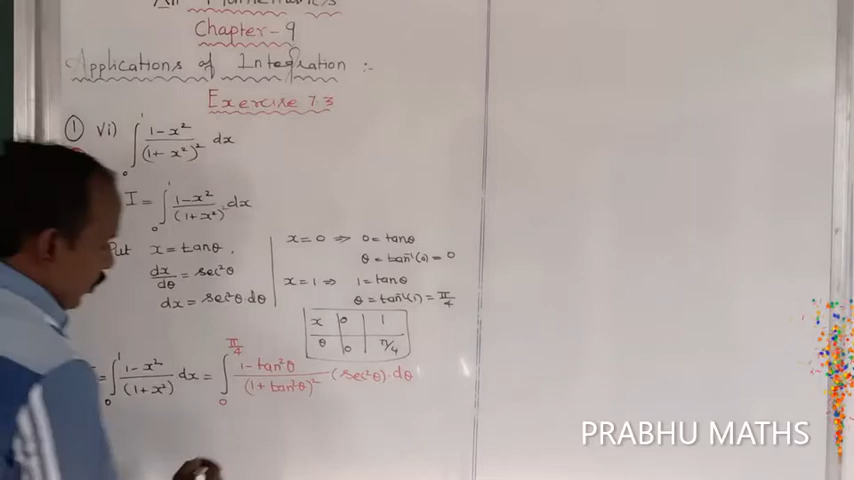 Chapter-9
Applications of Integration :-
Exercise 7.3
① vi) ∫₀¹ (1-x²)/(1+x²)² dx
I = ∫₀¹ (1-x²)/(1+x²)² dx
Put x = tanθ,
dx/dθ = sec²θ
dx = sec²θ.dθ
x=0 ⇒ 0 = tanθ
θ = tan⁻¹(0) = 0
x=1 ⇒ 1 = tanθ
θ = tan⁻¹(1) = π/4
x 0 1
θ 0 π/4
= ∫₀¹ (1-x²)/(1+x²) dx = ∫₀^(π/4) (1-tan²θ)/(1+tan²θ)² (sec²θ).dθ
PRABHU MATHS